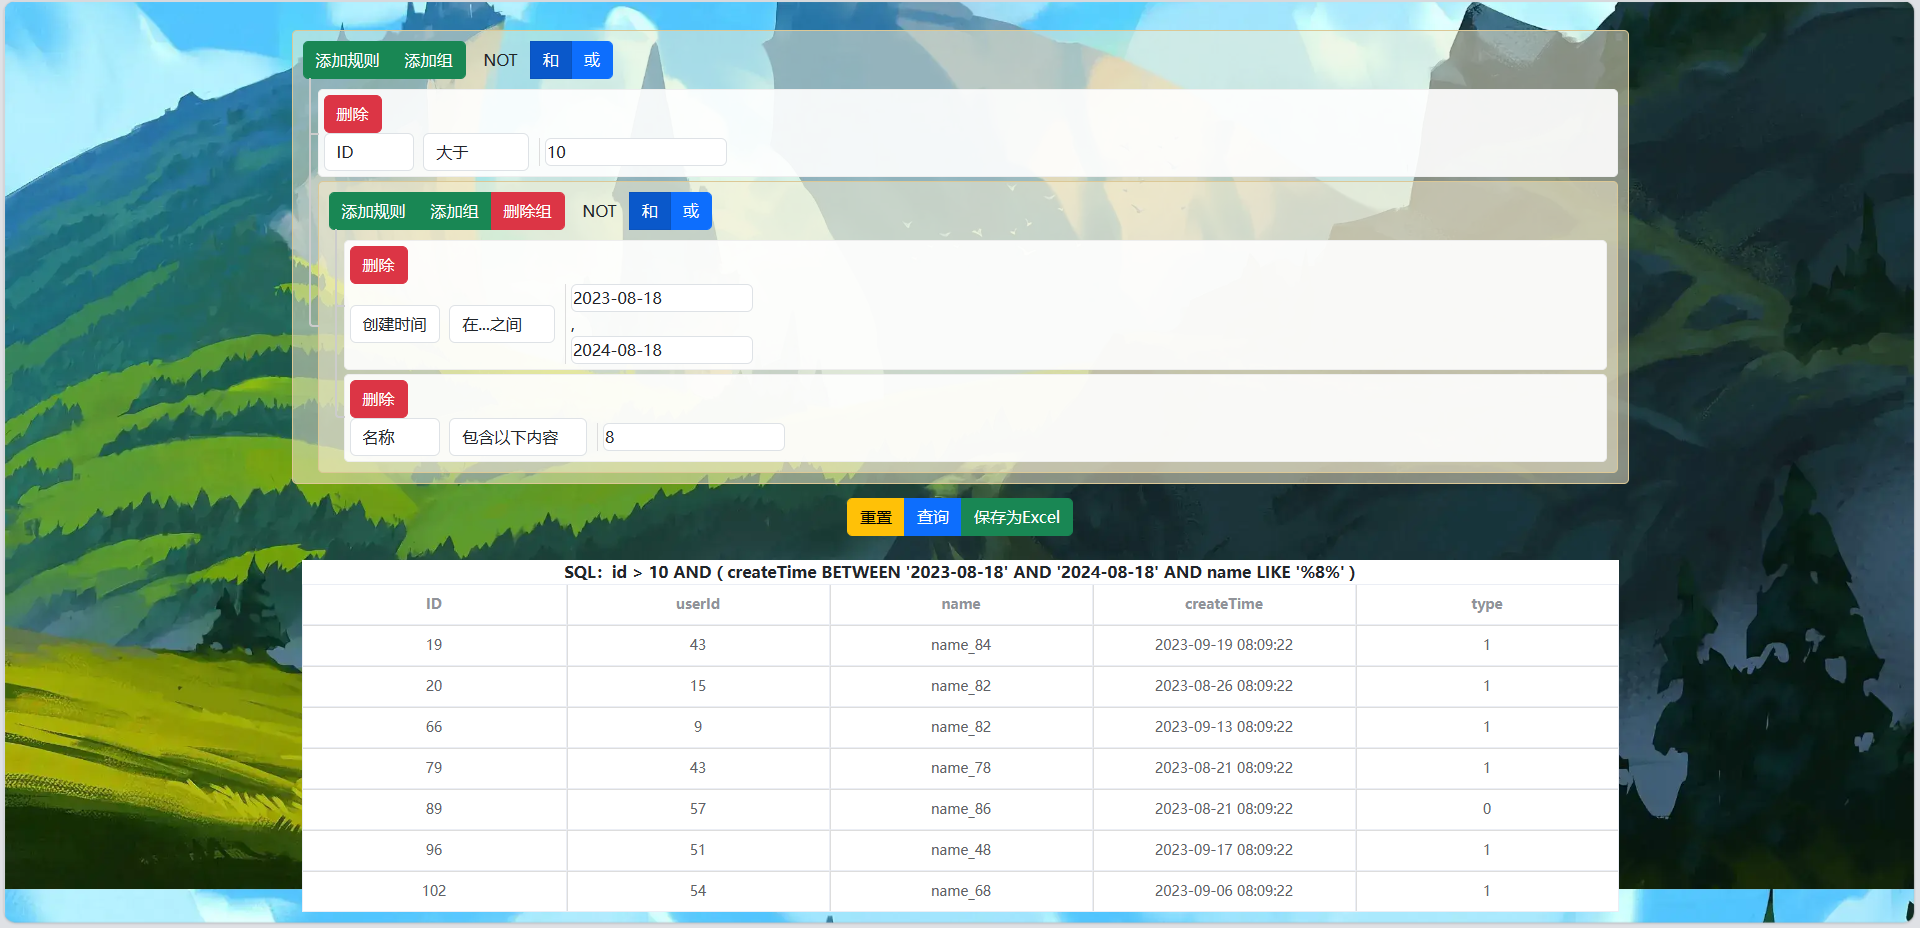 添加规则 添加组 NOT 和 或
删除
ID 大于 10
添加规则 添加组 删除组 NOT 和 或
删除
2023-08-18
创建时间 在...之间 ,
2024-08-18
删除
名称 包含以下内容 8
重置 查询 保存为Excel
SQL：id > 10 AND ( createTime BETWEEN '2023-08-18' AND '2024-08-18' AND name LIKE '%8%' )
ID userId name createTime type
19 43 name_84 2023-09-19 08:09:22 1
20 15 name_82 2023-08-26 08:09:22 1
66 9 name_82 2023-09-13 08:09:22 1
79 43 name_78 2023-08-21 08:09:22 1
89 57 name_86 2023-08-21 08:09:22 0
96 51 name_48 2023-09-17 08:09:22 1
102 54 name_68 2023-09-06 08:09:22 1